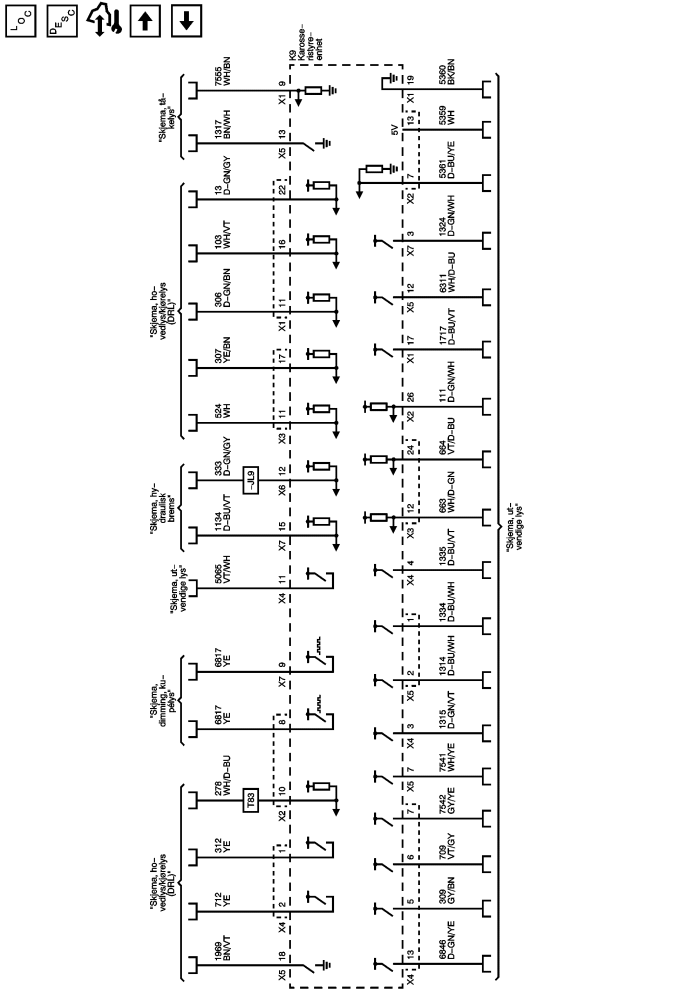 LOC
DESC
K9
Karosse-
ristyre-
enhet
"Skjema, ho-
vedlys/kjørelys
(DRL)"
1969
BN/VT
X5 18
712
YE
X4 2
312
YE
1
278
WH/D-BU
T83
X2 10
"Skjema,
dimming, ku-
pélys"
6817
YE
8
6817
YE
X7 9
"Skjema, ut-
vendige lys"
5065
VT/WH
X4 11
"Skjema, hy-
draulisk
brems"
1134
D-BU/VT
X7 15
333
D-GN/GY
-JL9
X6 12
"Skjema, ho-
vedlys/kjørelys
(DRL)"
524
WH
X3 11
307
YE/BN
17
306
D-GN/BN
X1 11
103
WH/VT
16
13
D-GN/GY
22
"Skjema, tå-
kelys"
1317
BN/WH
X5 13
7555
WH/BN
X1 9
X4 13
6846
D-GN/YE
5
309
GY/BN
6
709
VT/GY
7
7542
GY/YE
X5 7
7541
WH/YE
X4 3
1315
D-GN/VT
X5 2
1314
D-BU/WH
1
1334
D-BU/WH
X4 4
1335
D-BU/VT
X3 12
663
WH/D-GN
24
664
VT/D-BU
X2 26
111
D-GN/WH
X1 17
1717
D-BU/VT
X5 12
6311
WH/D-BU
X7 3
1324
D-GN/WH
X2 7
5361
D-BU/YE
5V 13
5359
WH
X1 19
5360
BK/BN
"Skjema, ut-
vendige lys"